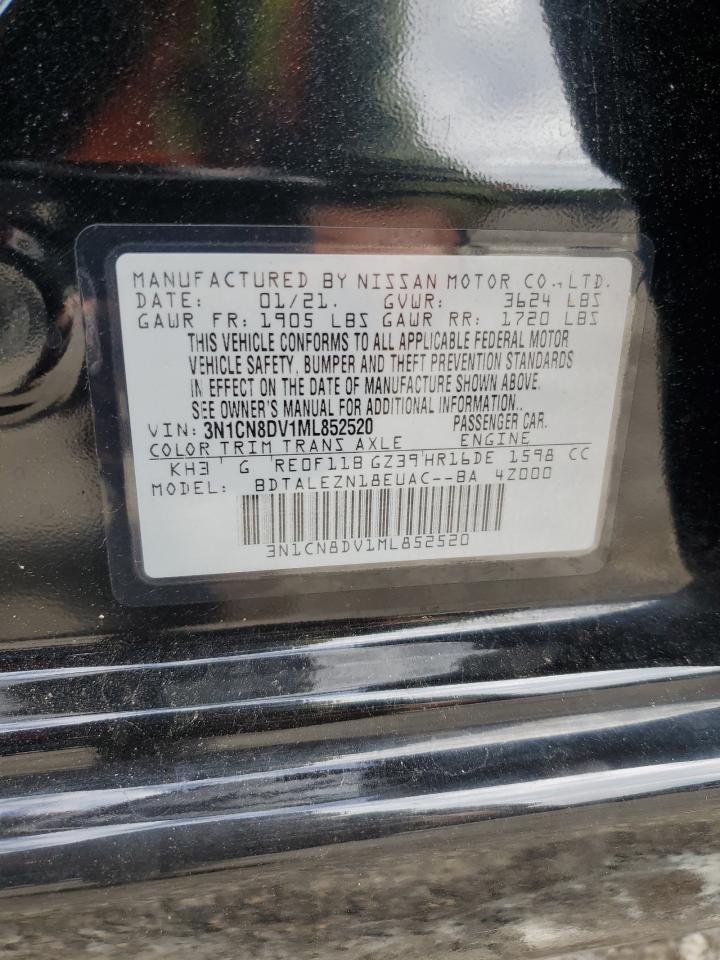 MANUFACTURED BY NISSAN MOTOR CO., LTD.
DATE: 01/21. GVWR: 3624 LBS
GAWR FR: 1905 LBS GAWR RR: 1720 LBS
THIS VEHICLE CONFORMS TO ALL APPLICABLE FEDERAL MOTOR
VEHICLE SAFETY, BUMPER AND THEFT PREVENTION STANDARDS
IN EFFECT ON THE DATE OF MANUFACTURE SHOWN ABOVE.
SEE OWNER'S MANUAL FOR ADDITIONAL INFORMATION..
VIN: 3N1CN8DV1ML852520 PASSENGER CAR.
COLOR TRIM TRANS AXLE ENGINE
KH3 G RE0F11B GZ39 HR16DE 1598 CC
MODEL: BDTALEZN18EUAC--BA 4Z000
3N1CN8DV1ML852520